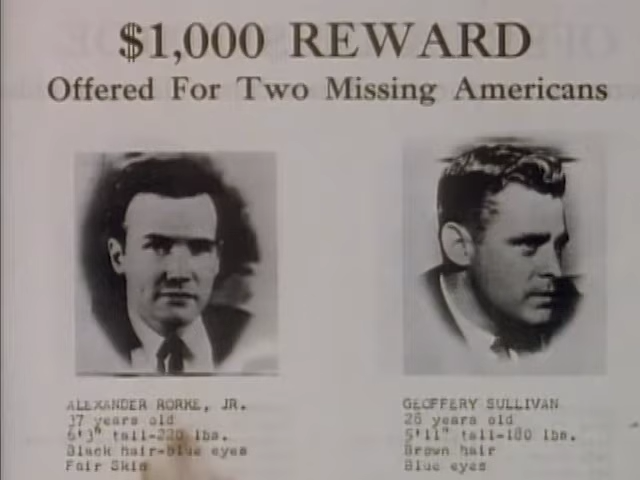 $1,000 REWARD
Offered For Two Missing Americans
ALEXANDER RORKE, JR.
37 years old
6'3" tall-220 lbs.
Black hair-blue eyes
Fair Skin
GEOFFERY SULLIVAN
28 years old
5'11" tall-180 lbs.
Brown hair
Blue eyes